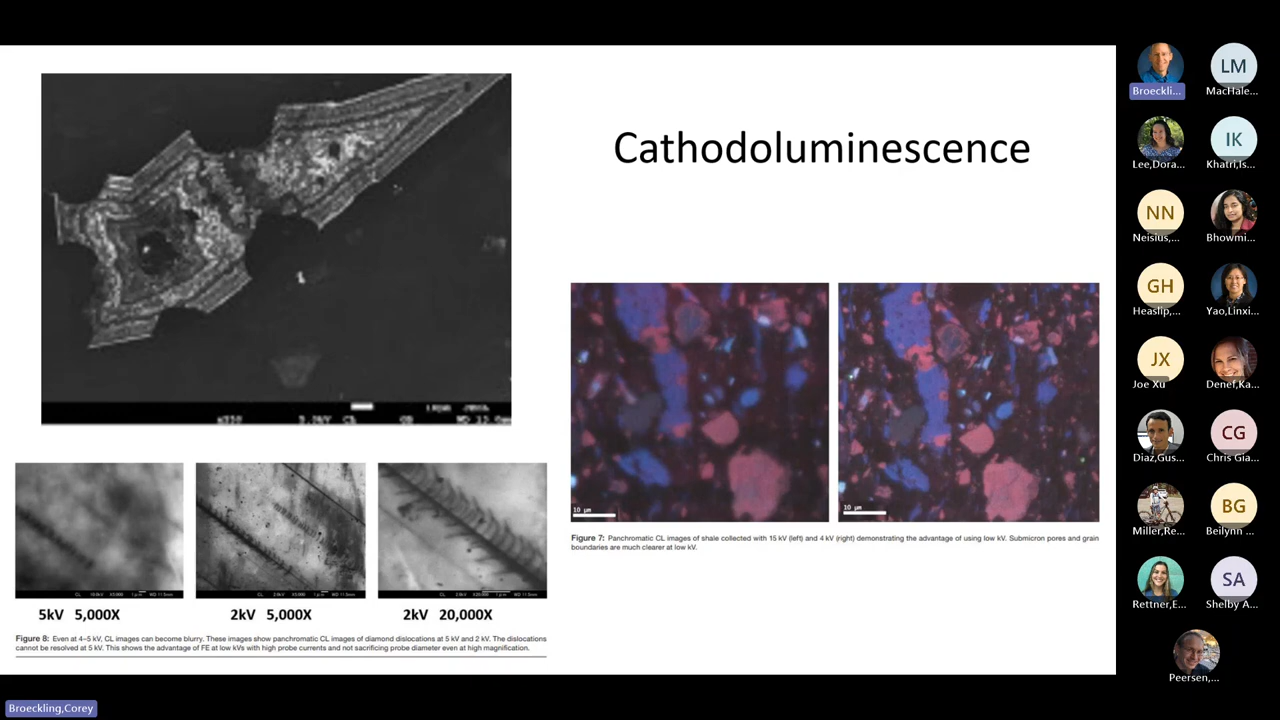 Cathodoluminescence
10 µm
10 µm
Figure 7: Panchromatic CL images of shale collected with 15 kV (left) and 4 kV (right) demonstrating the advantage of using low kV. Submicron pores and grain
boundaries are much clearer at low kV.
5kV 5,000X
2kV 5,000X
2kV 20,000X
Figure 8: Even at 4–5 kV, CL images can become blurry. These images show panchromatic CL images of diamond dislocations at 5 kV and 2 kV. The dislocations
cannot be resolved at 5 kV. This shows the advantage of FE at low kVs with high probe currents and not sacrificing probe diameter even at high magnification.
Broeckli...
LM
MacHale...
Lee,Dora...
IK
Khatri,Is...
NN
Neisius,...
Bhowmi...
GH
Heaslip,...
Yao,Linxi...
JX
Joe Xu
Denef,Ka...
Diaz,Gus...
CG
Chris Gia...
Miller,Re...
BG
Beilynn ...
Rettner,E...
SA
Shelby A...
Peersen,...
Broeckling,Corey